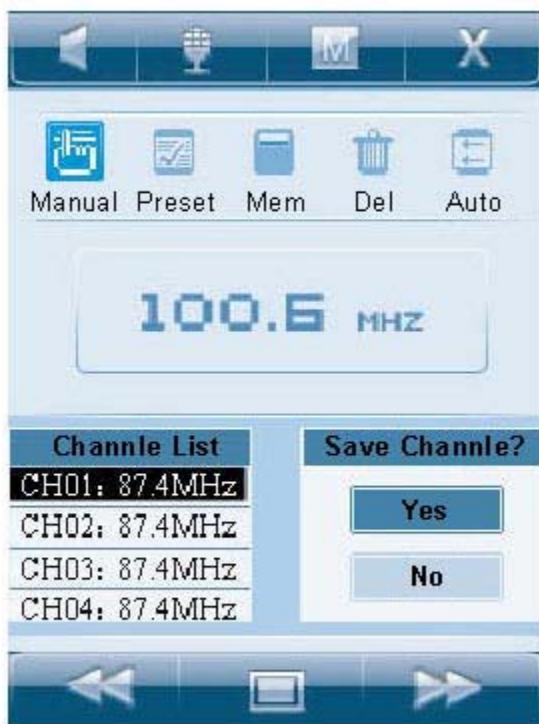 M X
Manual Preset Mem Del Auto
100.6 MHZ
Channle List
CH01: 87.4MHz
CH02: 87.4MHz
CH03: 87.4MHz
CH04: 87.4MHz
Save Channle?
Yes
No